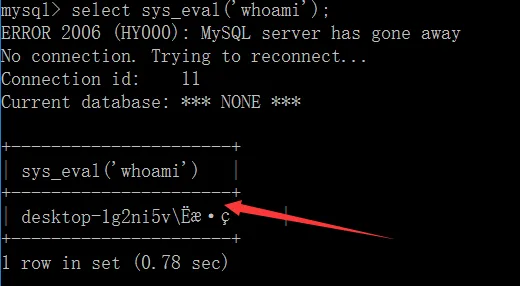 mysql> select sys_eval('whoami');
ERROR 2006 (HY000): MySQL server has gone away
No connection. Trying to reconnect...
Connection id:    11
Current database: *** NONE ***
+-----------------------+
| sys_eval('whoami')    |
+-----------------------+
| desktop-1g2ni5v\Ëæ·ç      |
+-----------------------+
1 row in set (0.78 sec)